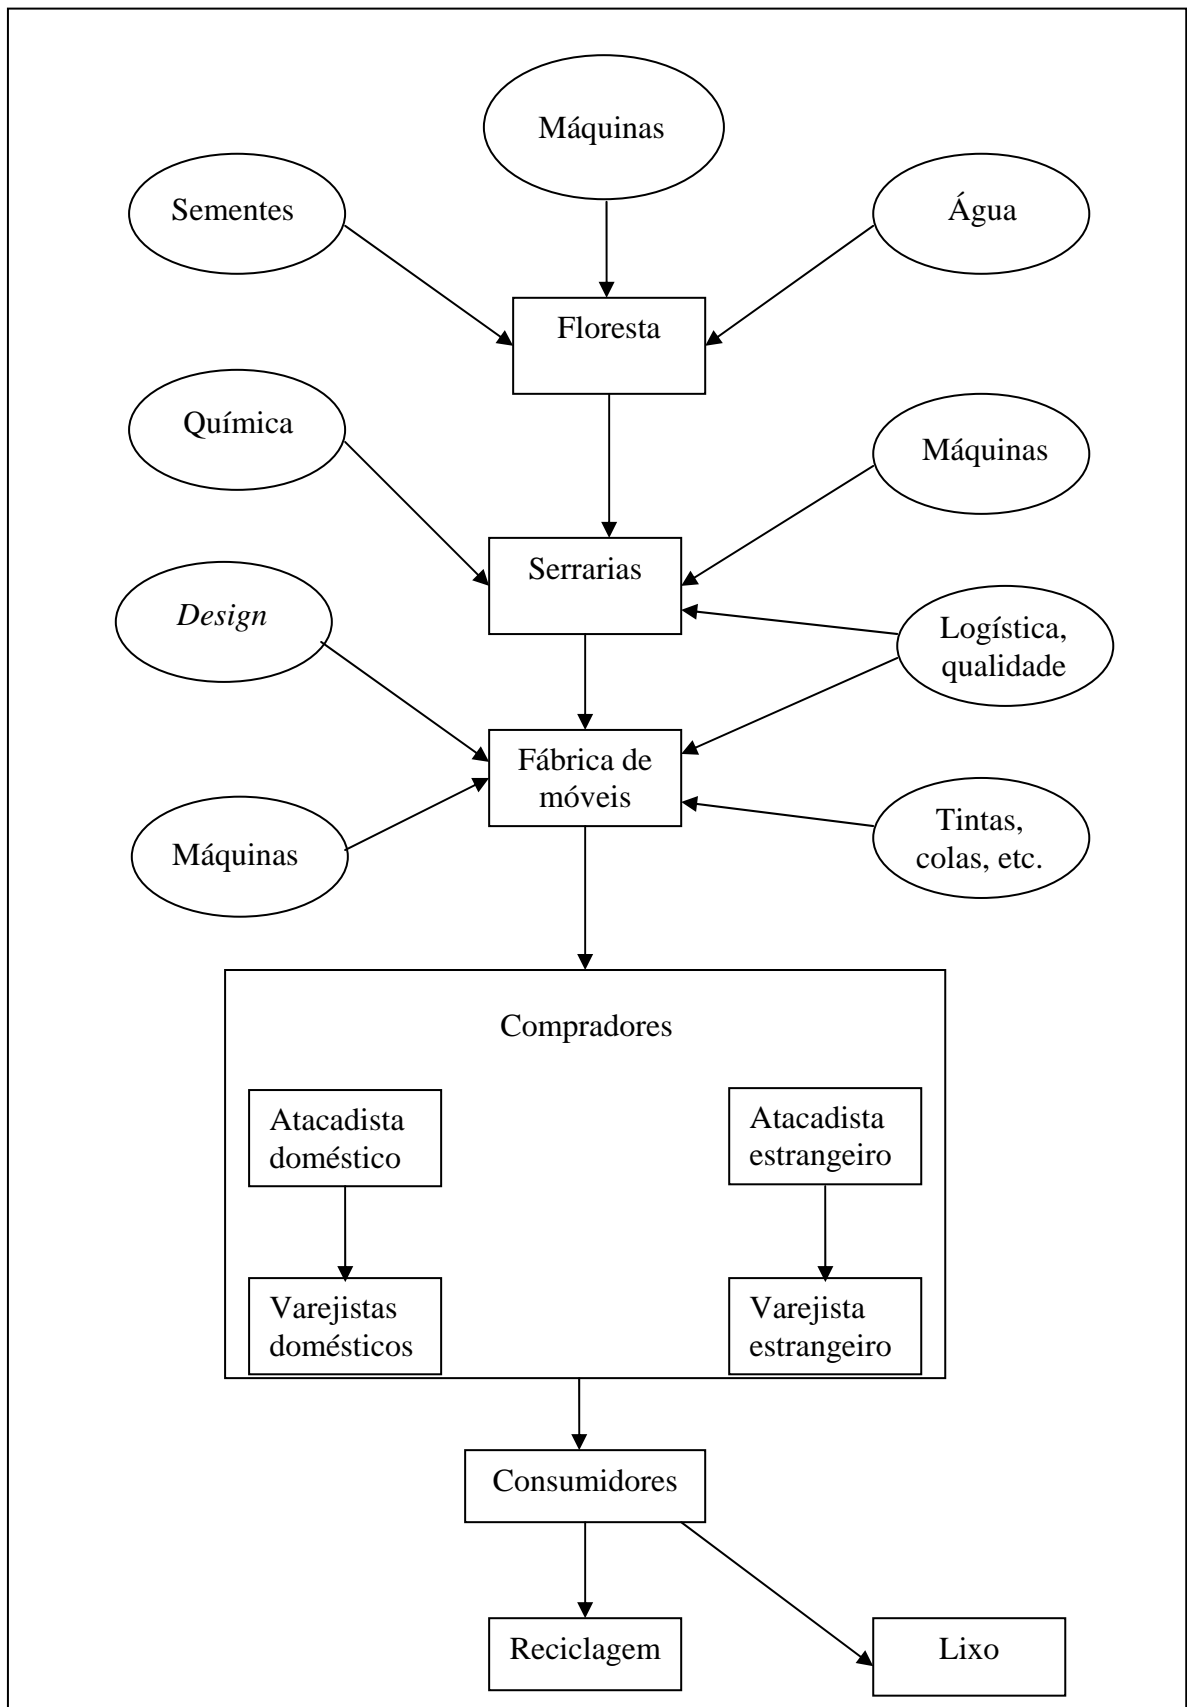 Máquinas
Sementes
Água
Floresta
Química
Máquinas
Serrarias
Design
Logística,
qualidade
Fábrica de
móveis
Tintas,
colas, etc.
Máquinas
Compradores
Atacadista
doméstico
Atacadista
estrangeiro
Varejistas
domésticos
Varejista
estrangeiro
Consumidores
Reciclagem
Lixo